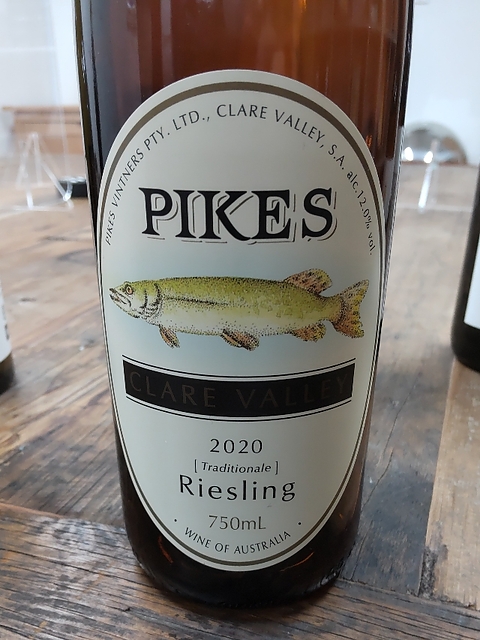 PIKES VINTNERS PTY. LTD., CLARE VALLEY, S.A. alc.12.0% vol.
PIKES
CLARE VALLEY
2020
[ Traditionale ]
Riesling
750mL
· WINE OF AUSTRALIA ·